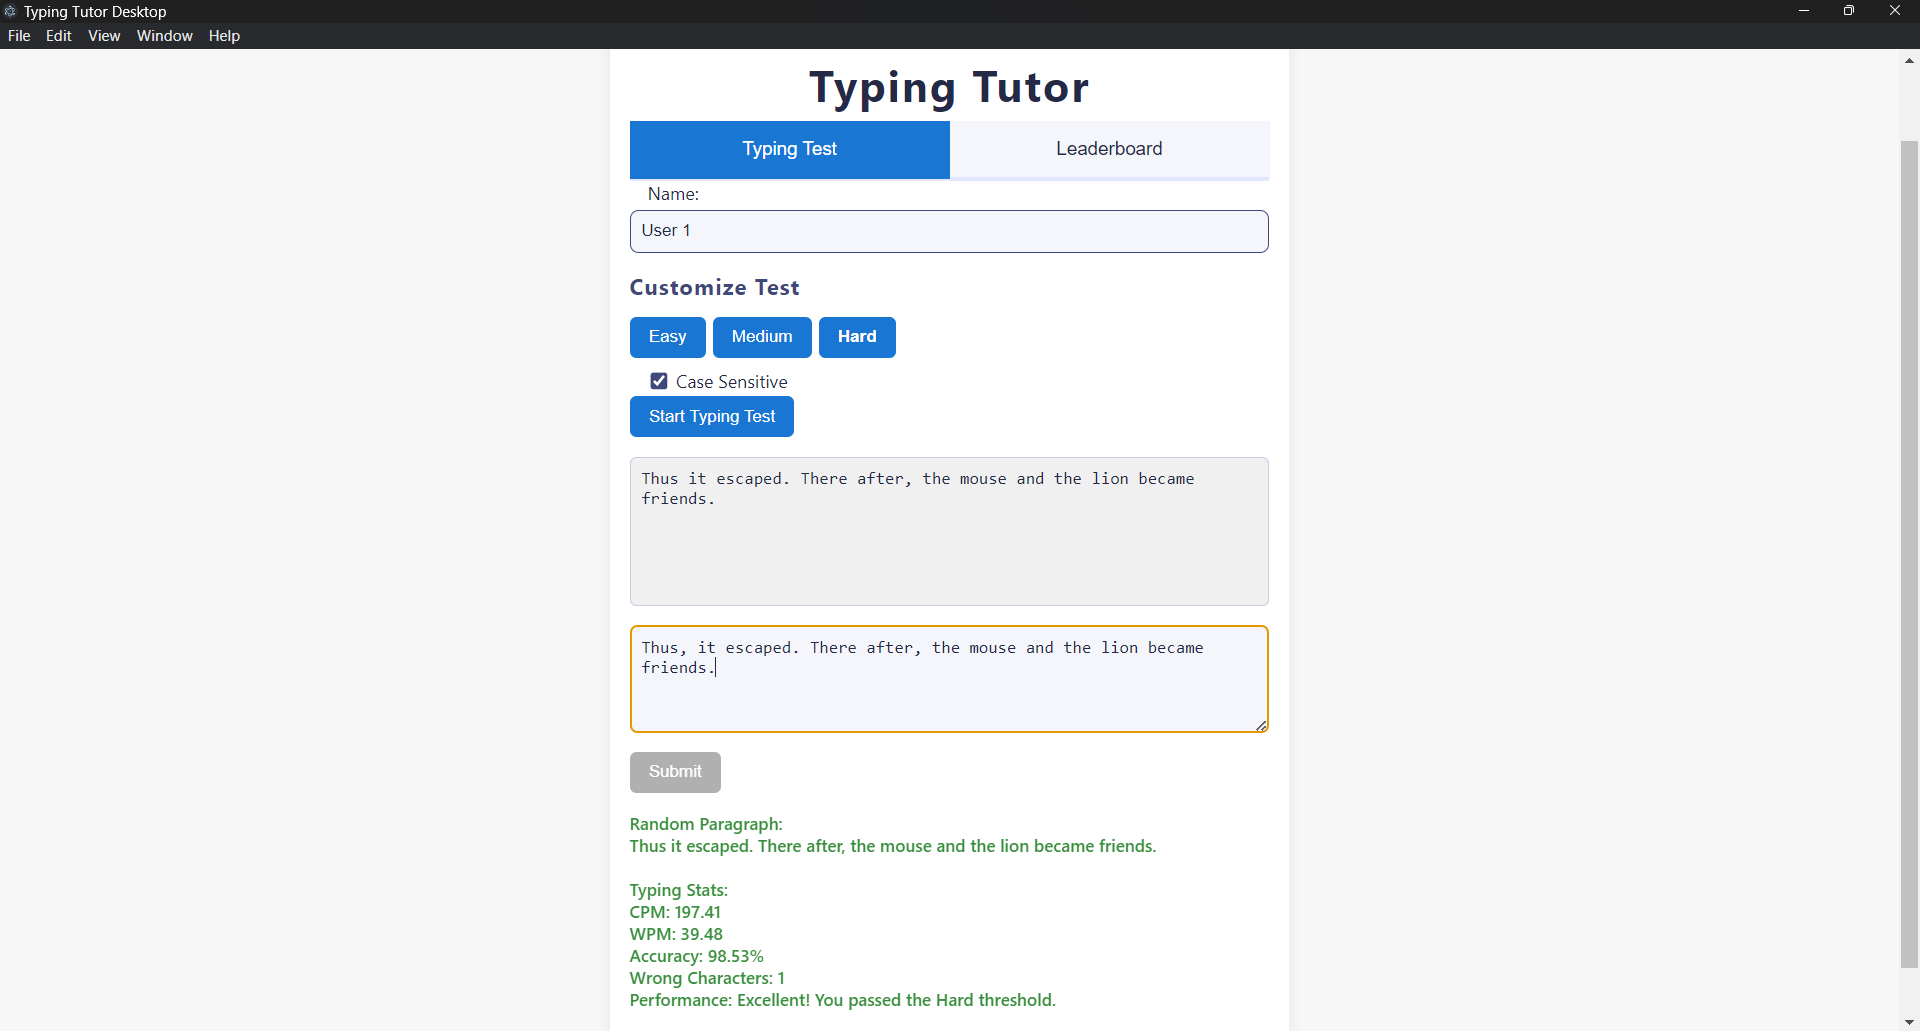 Typing Tutor Desktop
File Edit View Window Help
Typing Tutor
Typing Test Leaderboard
Name:
User 1
Customize Test
Easy Medium Hard
Case Sensitive
Start Typing Test
Thus it escaped. There after, the mouse and the lion became
friends.
Thus, it escaped. There after, the mouse and the lion became
friends.
Submit
Random Paragraph:
Thus it escaped. There after, the mouse and the lion became friends.
Typing Stats:
CPM: 197.41
WPM: 39.48
Accuracy: 98.53%
Wrong Characters: 1
Performance: Excellent! You passed the Hard threshold.